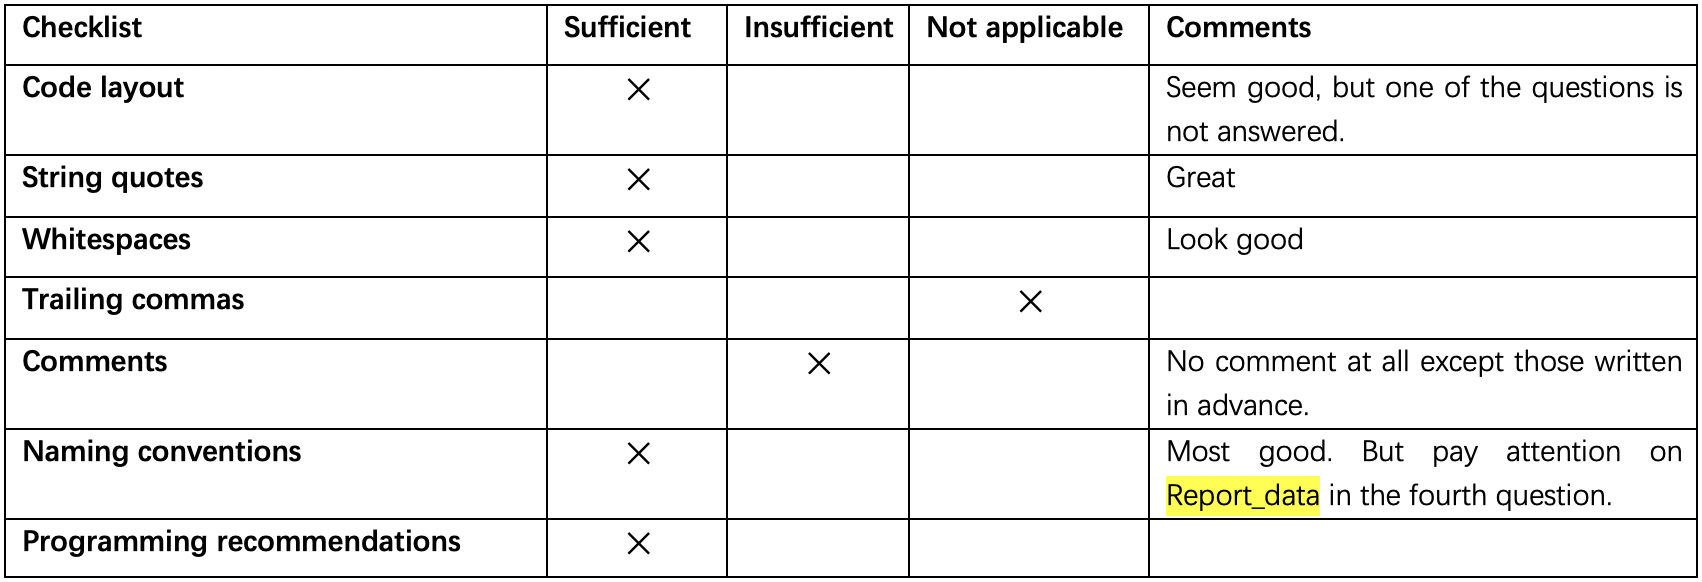 Checklist Sufficient Insufficient Not applicable Comments
Code layout × Seem good, but one of the questions is
not answered.
String quotes × Great
Whitespaces × Look good
Trailing commas ×
Comments × No comment at all except those written
in advance.
Naming conventions × Most good. But pay attention on
Report_data in the fourth question.
Programming recommendations ×